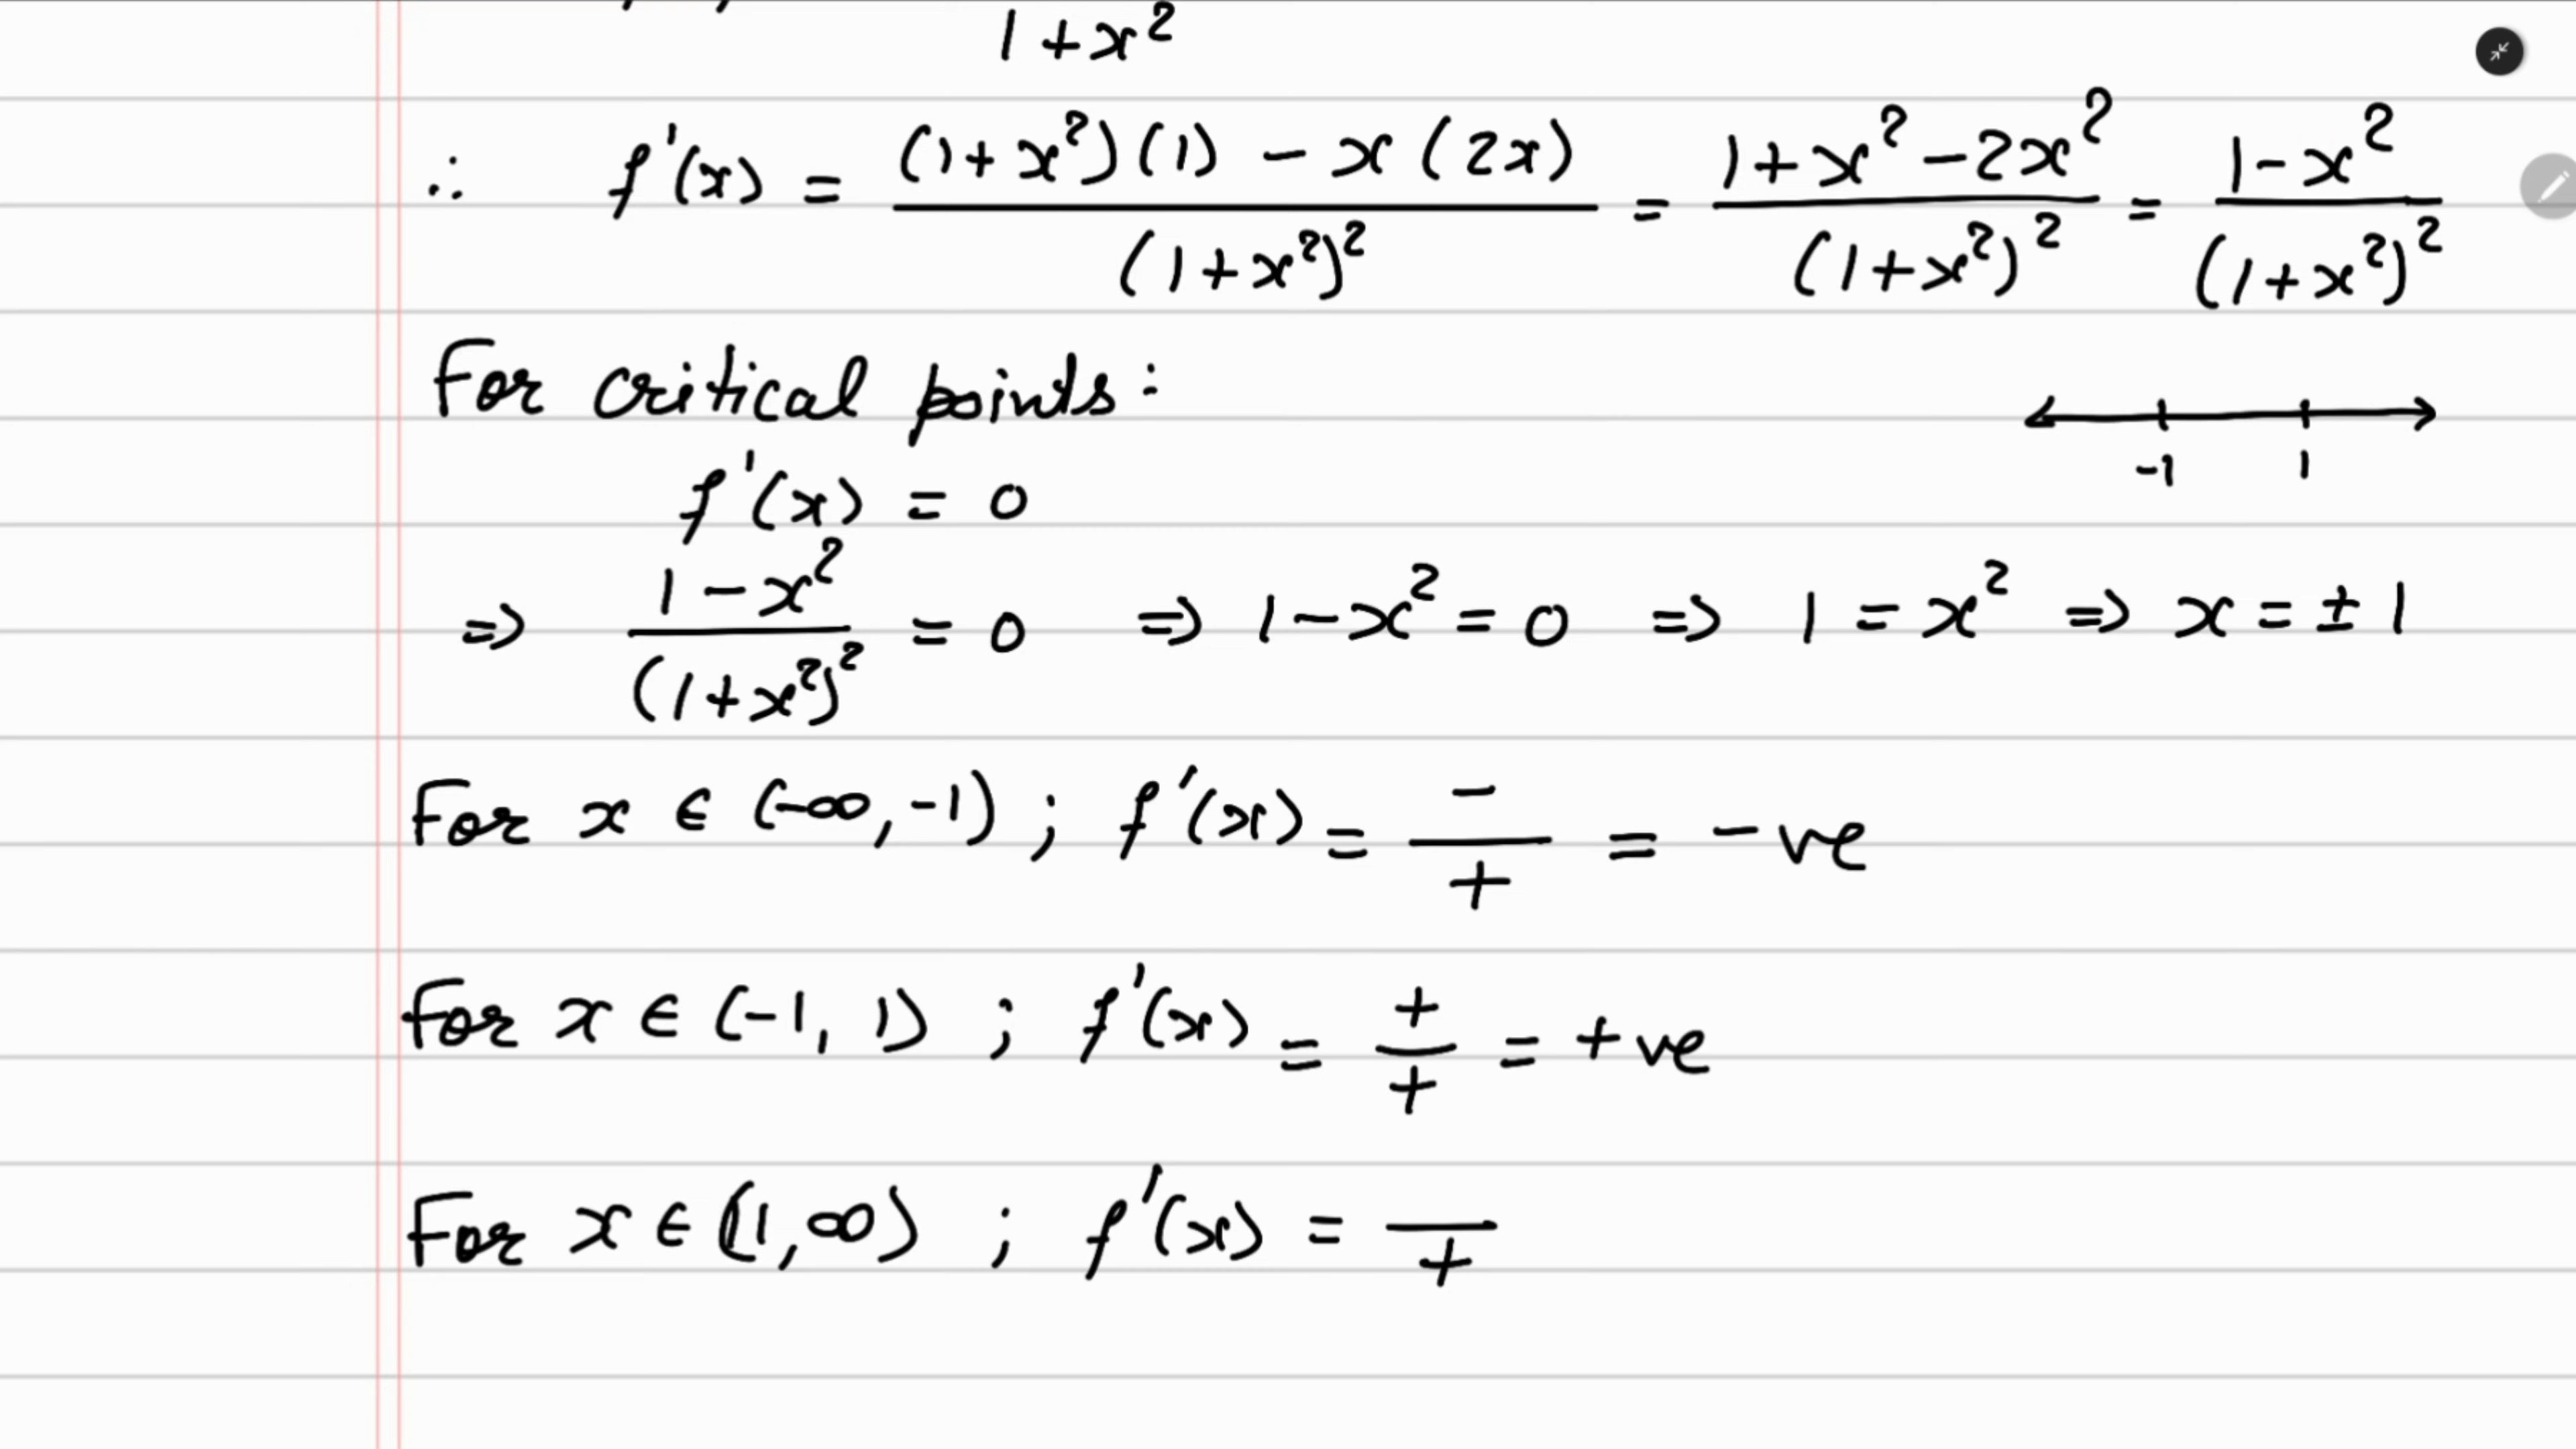 1+x²
∴ f'(x) = (1+x²)(1) − x(2x) / (1+x²)² = 1+x²−2x² / (1+x²)² = 1−x² / (1+x²)²
For critical points:
-1 1
f'(x) = 0
⇒ 1−x² / (1+x²)² = 0 ⇒ 1−x² = 0 ⇒ 1 = x² ⇒ x = ± 1
For x ∈ (-∞, -1) ; f'(x) = − / + = −ve
For x ∈ (-1, 1) ; f'(x) = + / + = +ve
For x ∈ (1, ∞) ; f'(x) = / +